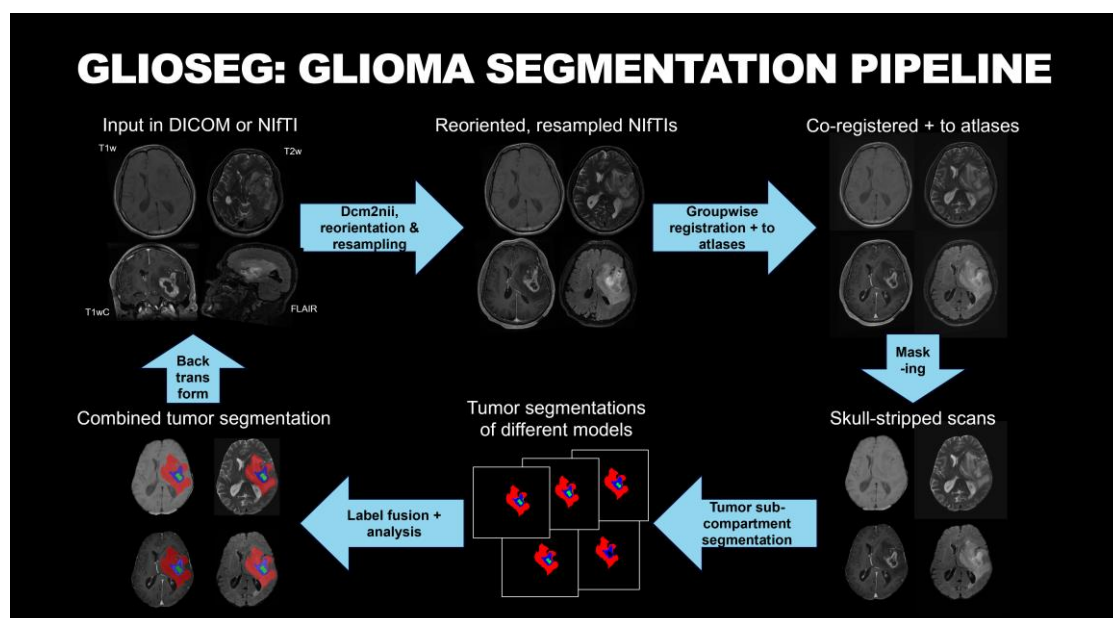 GLIOSEG: GLIOMA SEGMENTATION PIPELINE
Input in DICOM or NIfTI
T1w
T2w
T1wC
FLAIR
Dcm2nii,
reorientation &
resampling
Reoriented, resampled NIfTIs
Groupwise
registration + to
atlases
Co-registered + to atlases
Mask
-ing
Skull-stripped scans
Tumor sub-
compartment
segmentation
Tumor segmentations
of different models
Label fusion +
analysis
Combined tumor segmentation
Back
trans
form